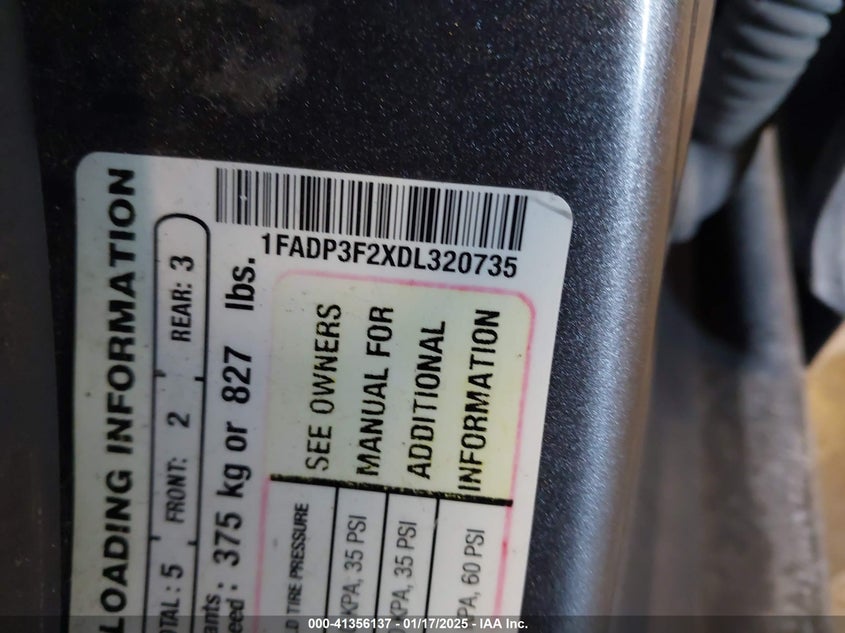 1FADP3F2XDL320735
LOADING INFORMATION
TOTAL : 5 FRONT: 2 REAR: 3
375 kg or 827 lbs.
TIRE PRESSURE
SEE OWNERS
KPA, 35 PSI
MANUAL FOR
KPA, 35 PSI
ADDITIONAL
KPA, 60 PSI
INFORMATION
000-41356137 - 01/17/2025 - IAA Inc.